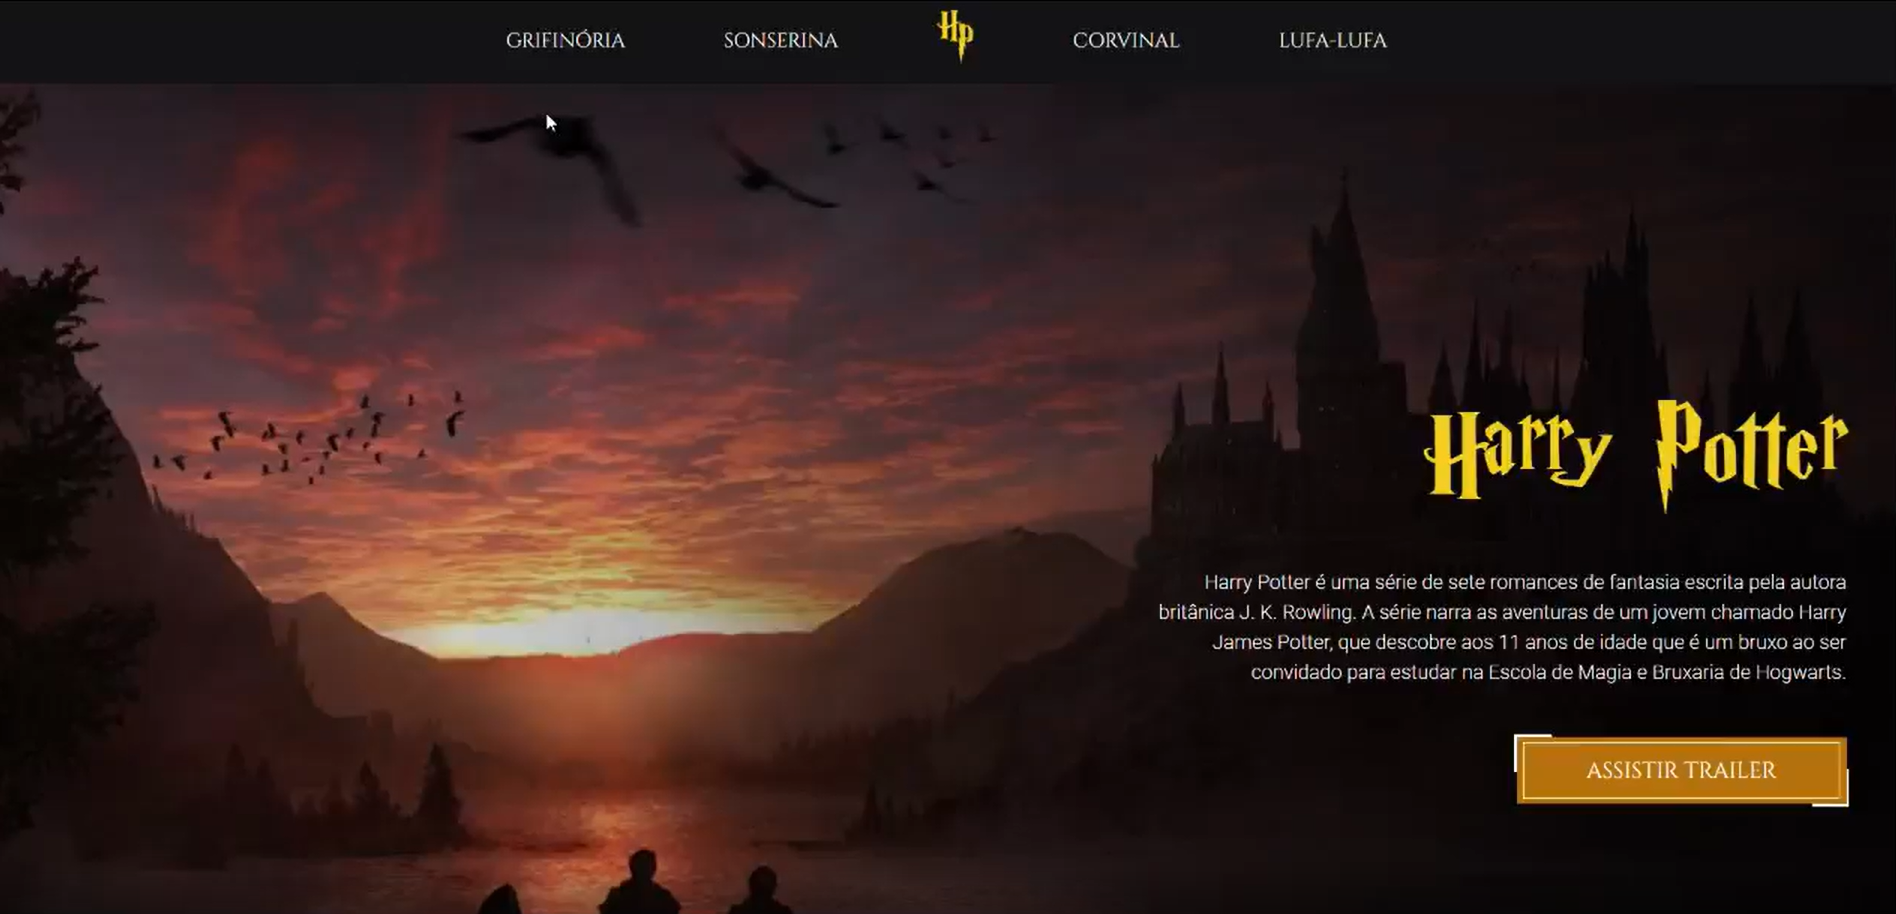 GRIFINÓRIA
SONSERINA
HP
CORVINAL
LUFA-LUFA
Harry Potter
Harry Potter é uma série de sete romances de fantasia escrita pela autora
britânica J. K. Rowling. A série narra as aventuras de um jovem chamado Harry
James Potter, que descobre aos 11 anos de idade que é um bruxo ao ser
convidado para estudar na Escola de Magia e Bruxaria de Hogwarts.
ASSISTIR TRAILER